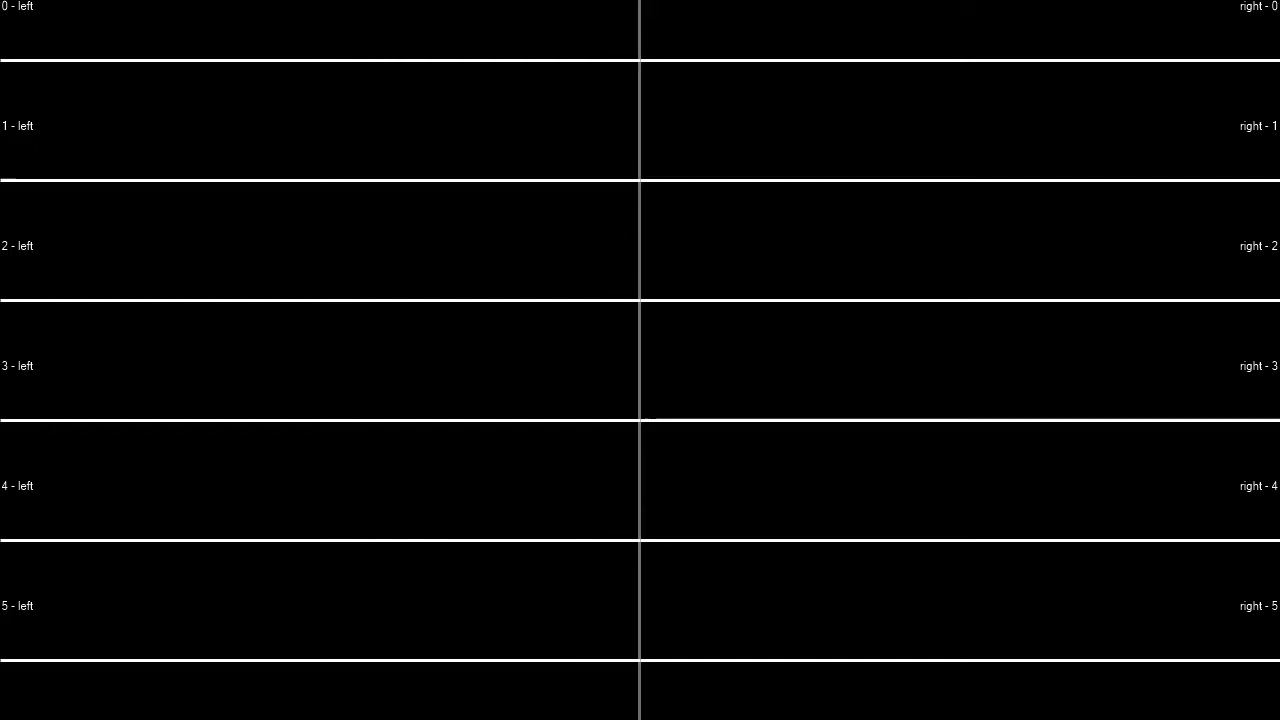 0 - left right - 0
1 - left right - 1
2 - left right - 2
3 - left right - 3
4 - left right - 4
5 - left right - 5